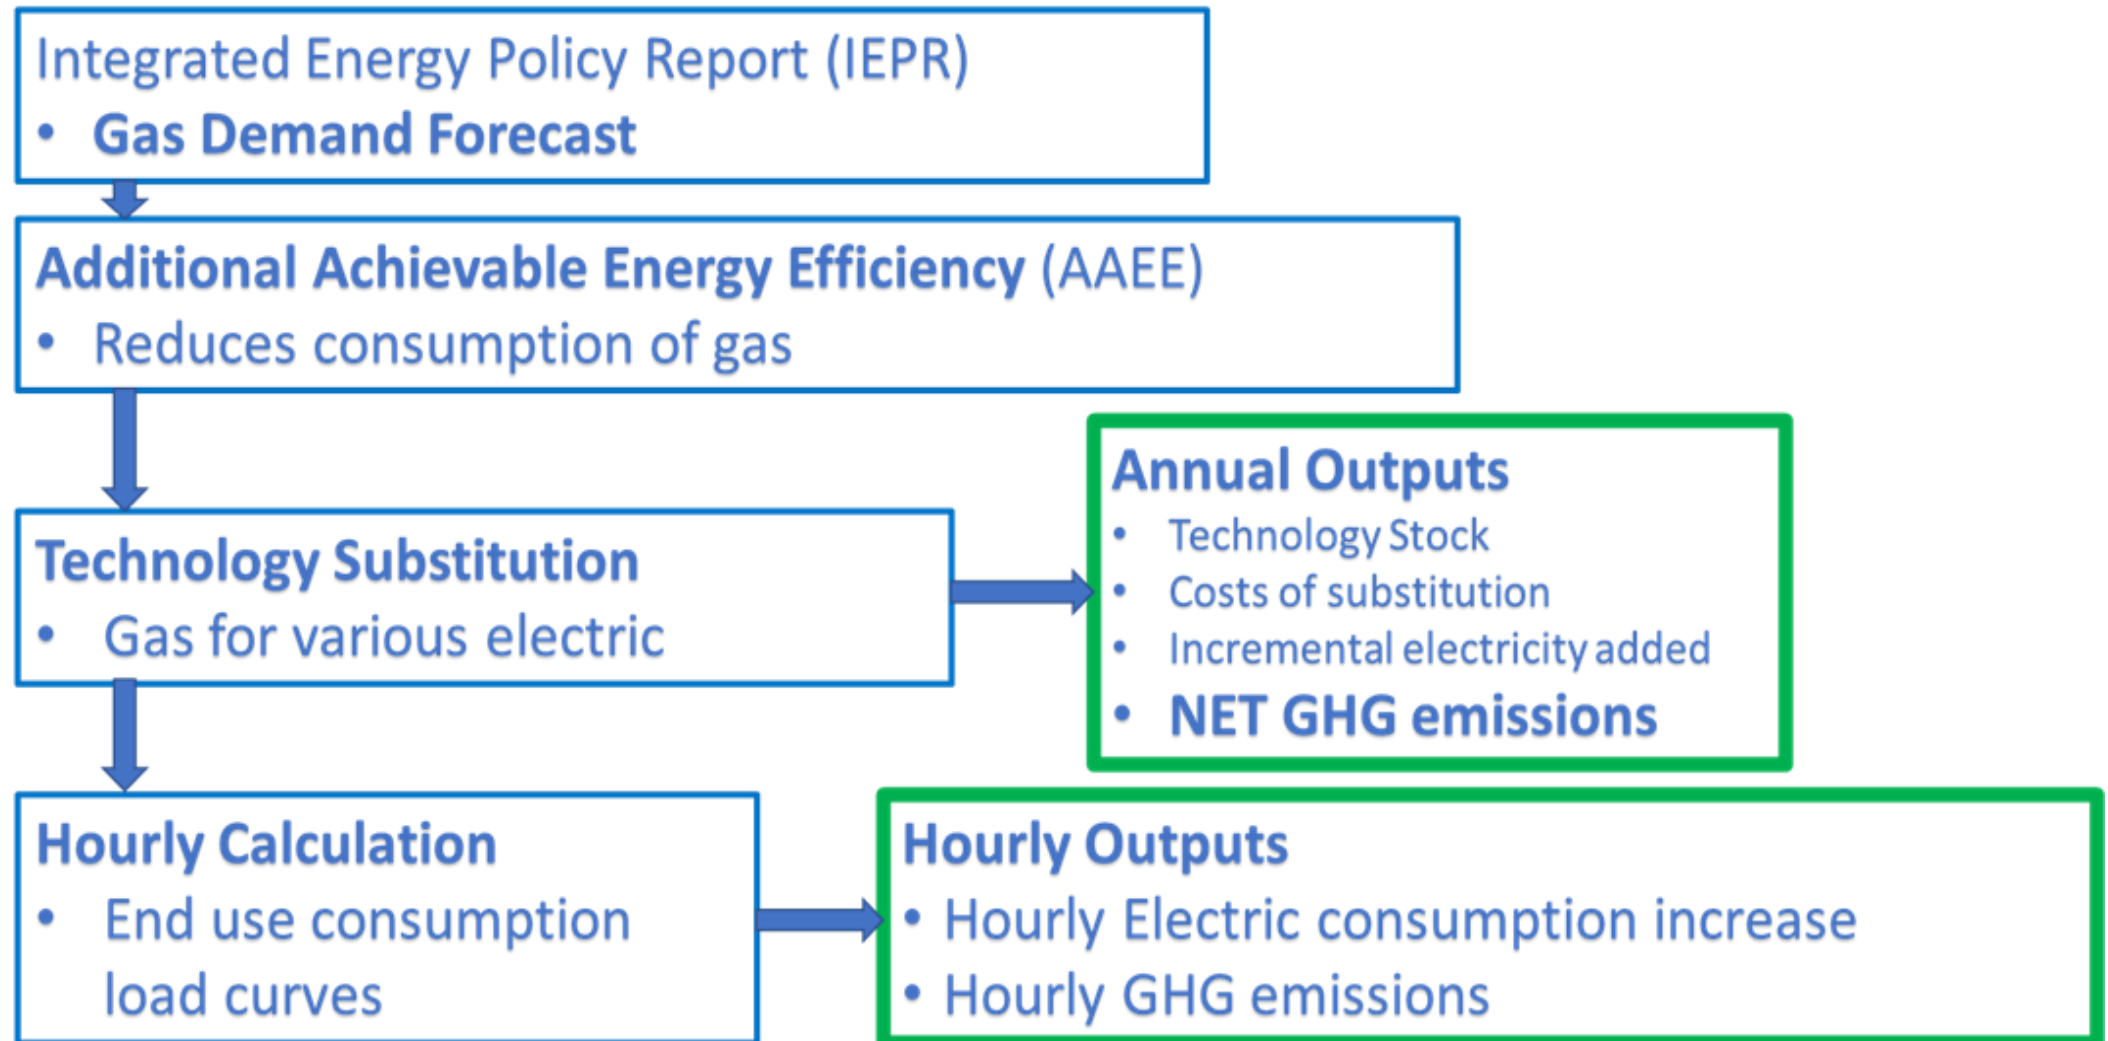 Integrated Energy Policy Report (IEPR)
• Gas Demand Forecast
Additional Achievable Energy Efficiency (AAEE)
• Reduces consumption of gas
Technology Substitution
• Gas for various electric
Annual Outputs
• Technology Stock
• Costs of substitution
• Incremental electricity added
• NET GHG emissions
Hourly Calculation
• End use consumption
load curves
Hourly Outputs
• Hourly Electric consumption increase
• Hourly GHG emissions